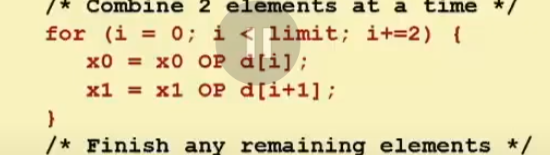 /* Combine 2 elements at a time */
for (i = 0; i < limit; i+=2) {
x0 = x0 OP d[i];
x1 = x1 OP d[i+1];
}
/* Finish any remaining elements */